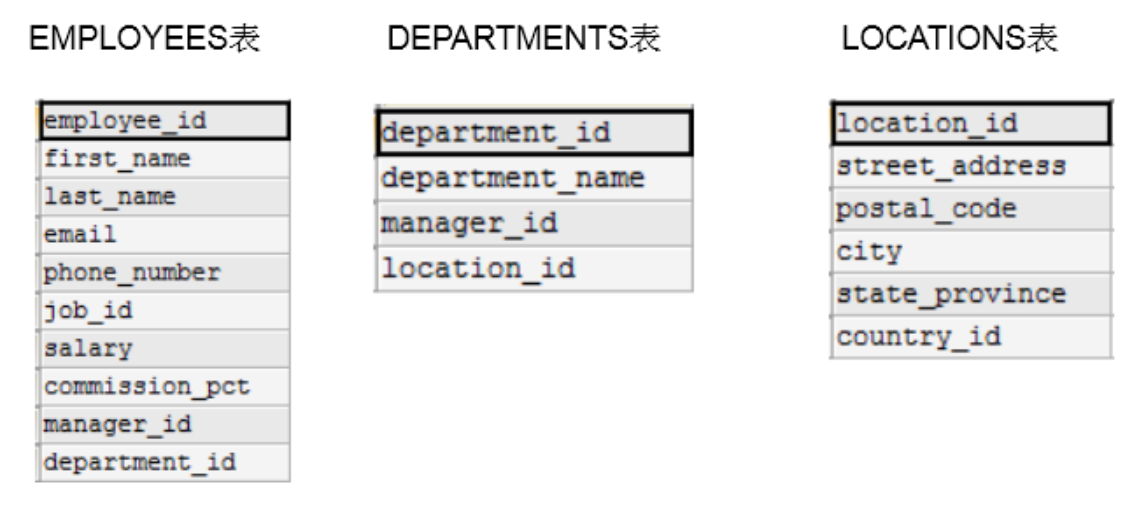 EMPLOYEES表
employee_id
first_name
last_name
email
phone_number
job_id
salary
commission_pct
manager_id
department_id
DEPARTMENTS表
department_id
department_name
manager_id
location_id
LOCATIONS表
location_id
street_address
postal_code
city
state_province
country_id